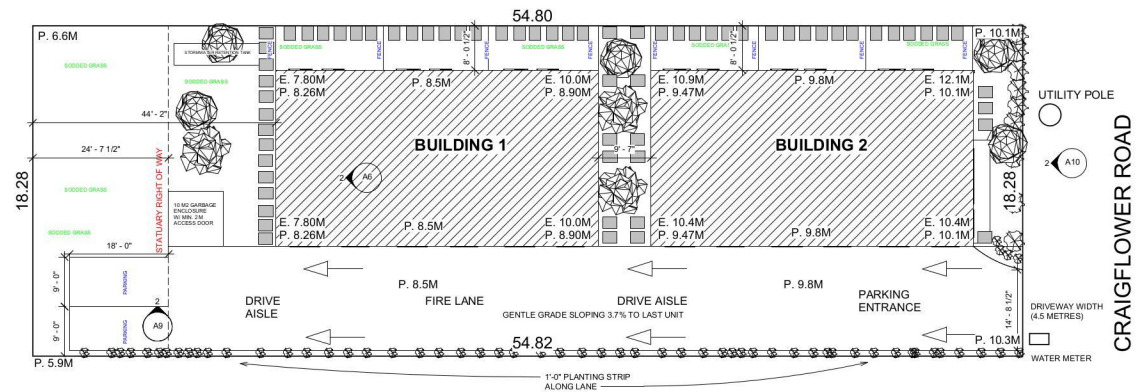 54.80
P. 6.6M
STORMWATER RETENTION TANK
SODDED GRASS
SODDED GRASS
FENCE
SODDED GRASS
FENCE
8' - 0 1/2"
SODDED GRASS
FENCE
FENCE
SODDED GRASS
8' - 0 1/2"
FENCE
SODDED GRASS
P. 10.1M
E. 7.80M
P. 8.26M
P. 8.5M
E. 10.0M
P. 8.90M
E. 10.9M
P. 9.47M
P. 9.8M
E. 12.1M
P. 10.1M
UTILITY POLE
44' - 2"
24' - 7 1/2"
BUILDING 1
9' - 7"
BUILDING 2
2
A6
2
A10
18.28
STATUARY RIGHT OF WAY
SODDED GRASS
10 M2 GARBAGE
ENCLOSURE
W/ MIN. 2M
ACCESS DOOR
18.28
CRAIGFLOWER ROAD
SODDED GRASS
18' - 0"
E. 7.80M
P. 8.26M
P. 8.5M
E. 10.0M
P. 8.90M
E. 10.4M
P. 9.47M
P. 9.8M
E. 10.4M
P. 10.1M
9' - 0"
PARKING
P. 8.5M
P. 9.8M
2
A9
9' - 0"
PARKING
DRIVE
AISLE
FIRE LANE
DRIVE AISLE
PARKING
ENTRANCE
GENTLE GRADE SLOPING 3.7% TO LAST UNIT
14' - 8 1/2"
DRIVEWAY WIDTH
(4.5 METRES)
P. 5.9M
54.82
P. 10.3M
WATER METER
1'-0" PLANTING STRIP
ALONG LANE